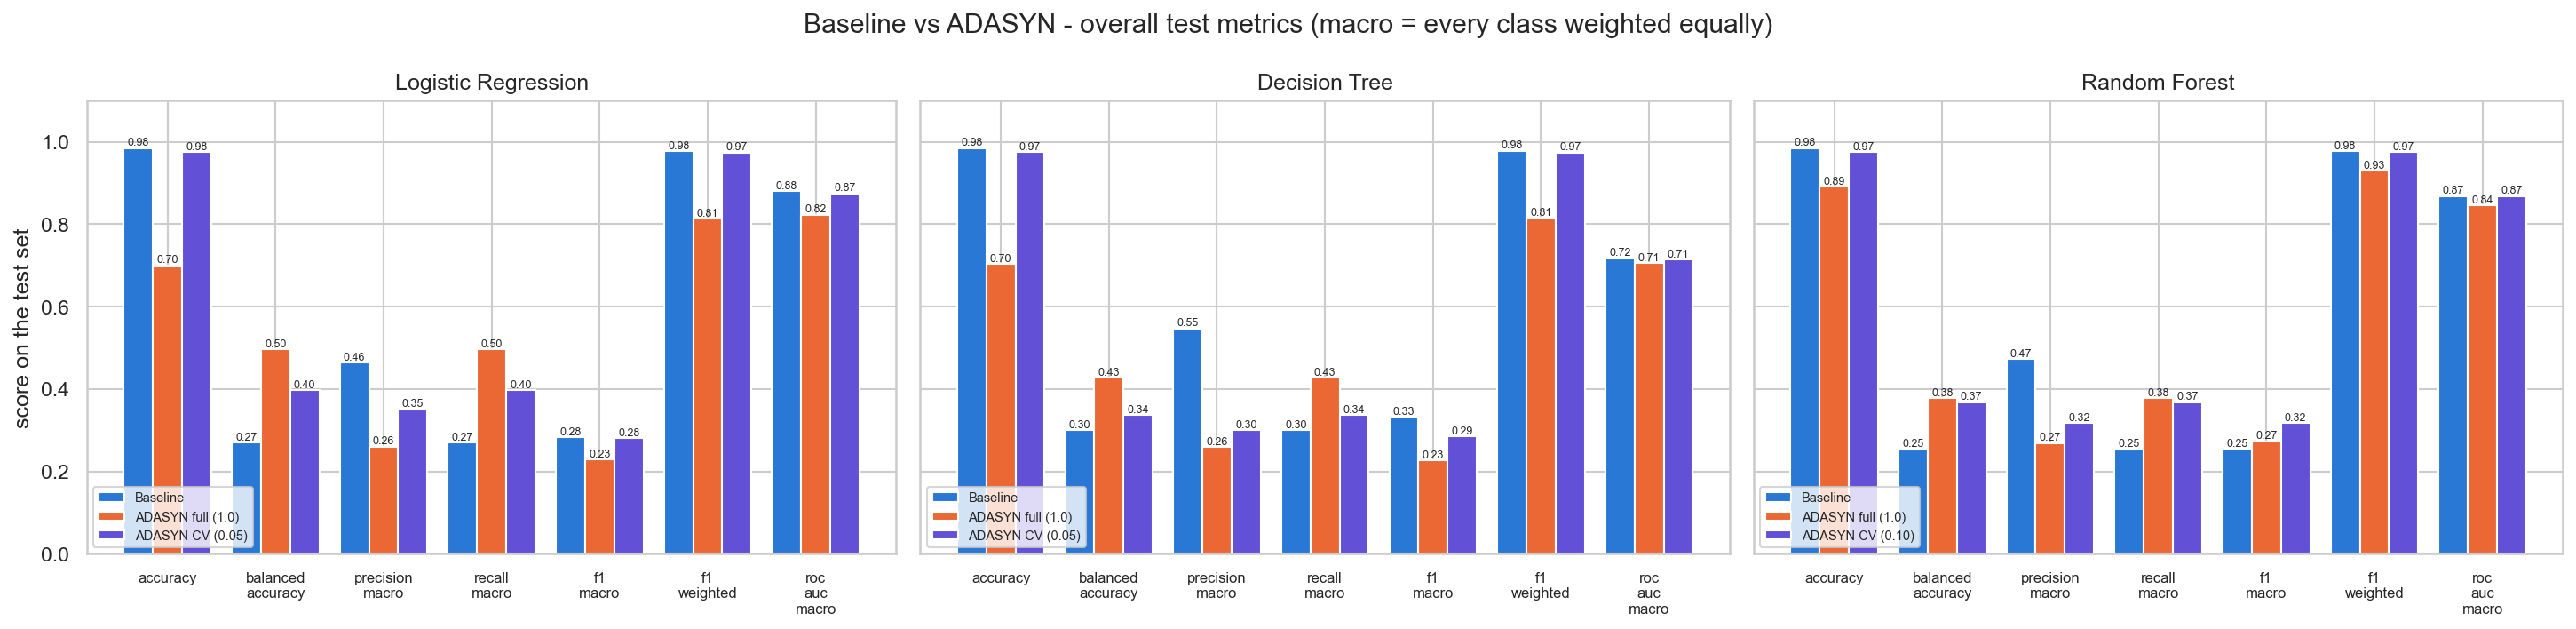 Baseline vs ADASYN - overall test metrics (macro = every class weighted equally)
Logistic Regression
score on the test set
1.0
0.8
0.6
0.4
0.2
0.0
0.98 0.70 0.98
0.27 0.50 0.40
0.46 0.26 0.35
0.27 0.50 0.40
0.28 0.23 0.28
0.98 0.81 0.97
0.88 0.82 0.87
Baseline
ADASYN full (1.0)
ADASYN CV (0.05)
accuracy
balanced
accuracy
precision
macro
recall
macro
f1
macro
f1
weighted
roc
auc
macro
Decision Tree
0.98 0.70 0.97
0.30 0.43 0.34
0.55 0.26 0.30
0.30 0.43 0.34
0.33 0.23 0.29
0.98 0.81 0.97
0.72 0.71 0.71
Baseline
ADASYN full (1.0)
ADASYN CV (0.05)
accuracy
balanced
accuracy
precision
macro
recall
macro
f1
macro
f1
weighted
roc
auc
macro
Random Forest
0.98 0.89 0.97
0.25 0.38 0.37
0.47 0.27 0.32
0.25 0.38 0.37
0.25 0.27 0.32
0.98 0.93 0.97
0.87 0.84 0.87
Baseline
ADASYN full (1.0)
ADASYN CV (0.10)
accuracy
balanced
accuracy
precision
macro
recall
macro
f1
macro
f1
weighted
roc
auc
macro